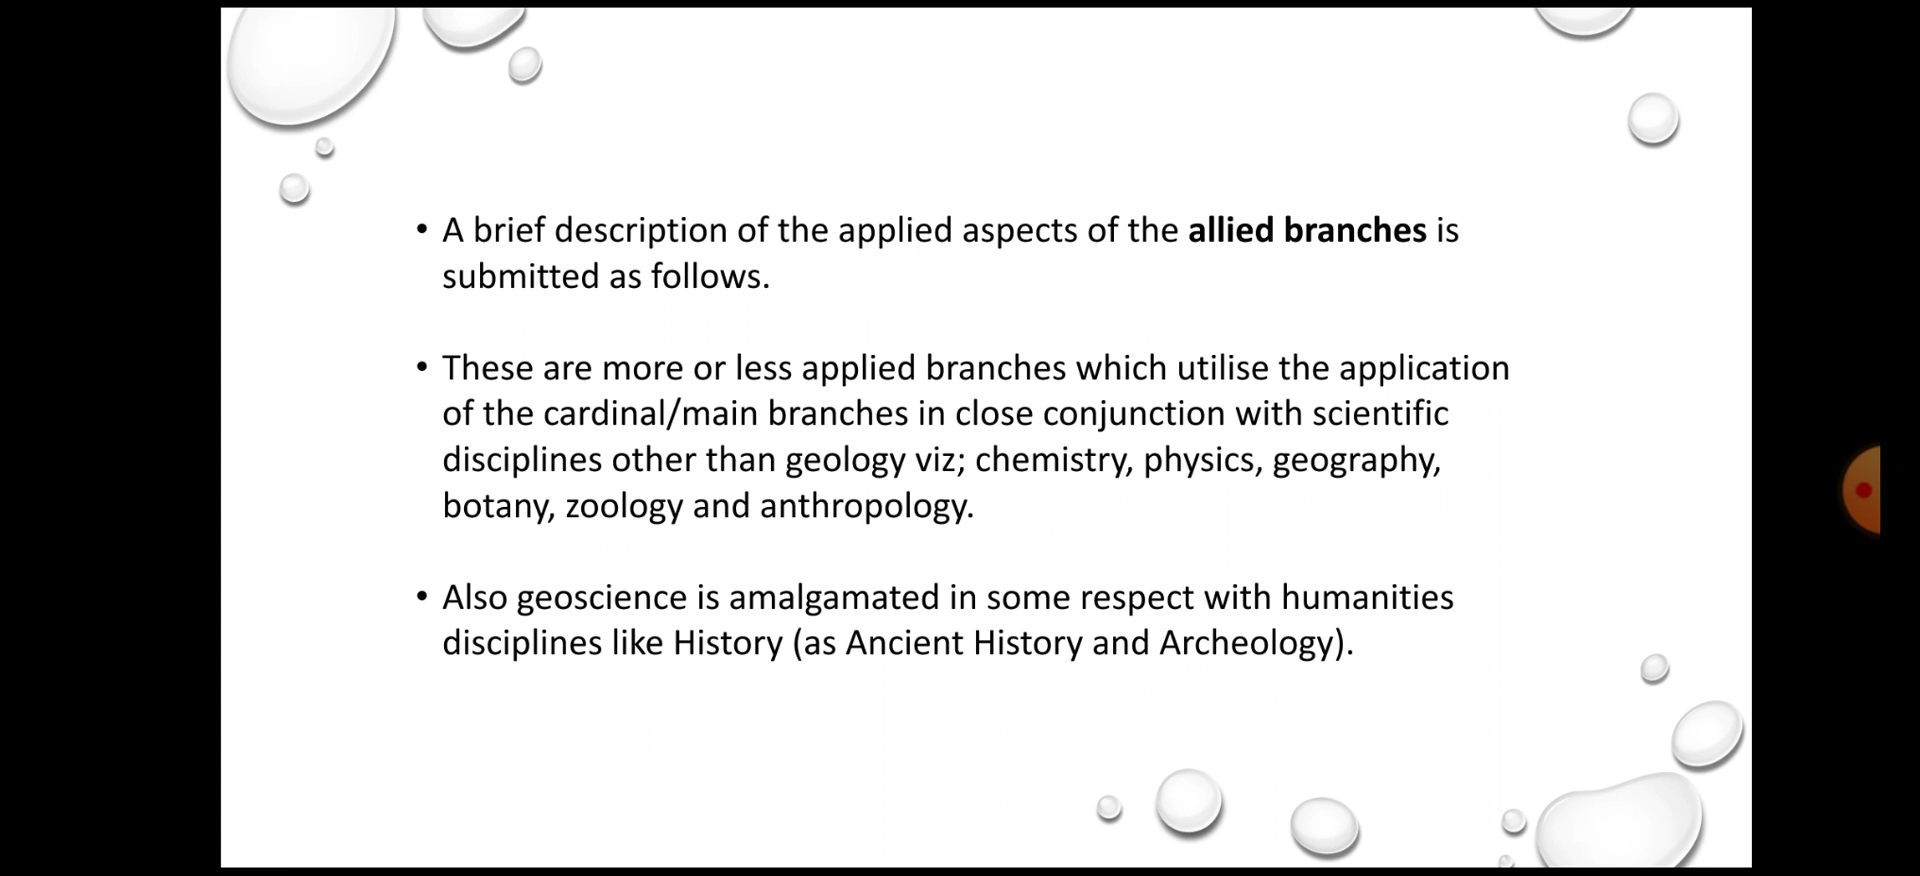 • A brief description of the applied aspects of the allied branches is
submitted as follows.
• These are more or less applied branches which utilise the application
of the cardinal/main branches in close conjunction with scientific
disciplines other than geology viz; chemistry, physics, geography,
botany, zoology and anthropology.
• Also geoscience is amalgamated in some respect with humanities
disciplines like History (as Ancient History and Archeology).